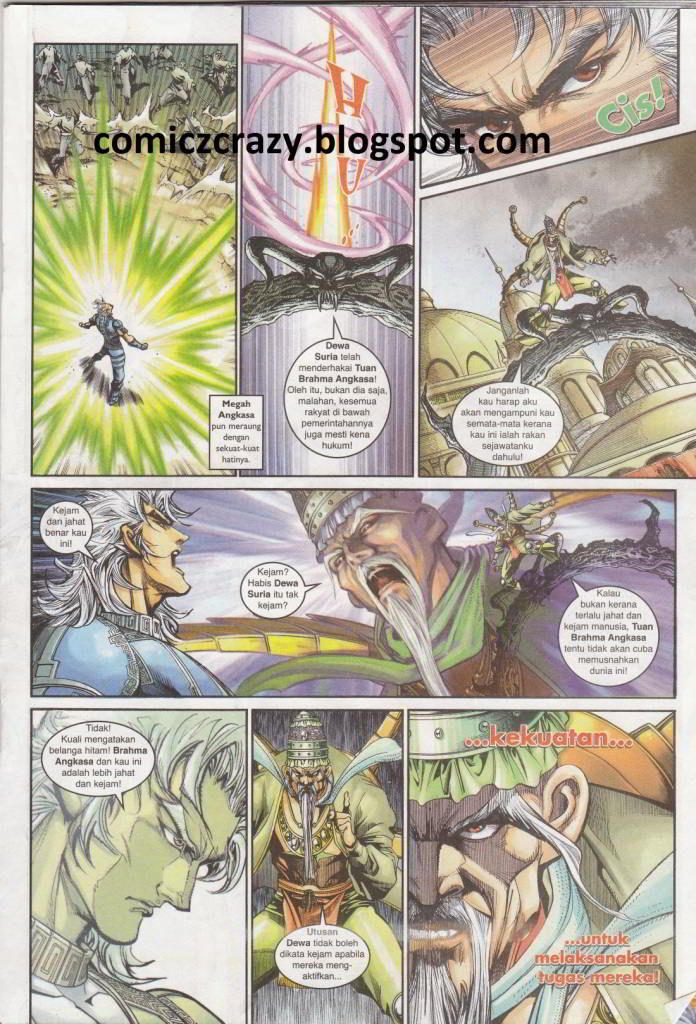 comiczcrazy.blogspot.com
Megah
Angkasa
pun meraung
dengan
sekuat-kuat
hatinya.
HU
Dewa
Suria telah
menderhakai Tuan
Brahma Angkasa!
Oleh itu, bukan dia saja,
malahan, kesemua
rakyat di bawah
pemerintahannya
juga mesti kena
hukum!
Cis!
Janganlah
kau harap aku
akan mengampuni kau
semata-mata kerana
kau ini ialah rakan
sejawatanku
dahulu!
Kejam
dan jahat
benar kau
ini!
Kejam?
Habis Dewa
Suria itu tak
kejam?
Kalau
bukan kerana
terlalu jahat dan
kejam manusia, Tuan
Brahma Angkasa
tentu tidak akan cuba
memusnahkan
dunia ini!
Tidak!
Kuali mengatakan
belanga hitam! Brahma
Angkasa dan kau ini
adalah lebih jahat
dan kejam!
Utusan
Dewa tidak boleh
dikata kejam apabila
mereka meng-
aktifkan...
...kekuatan...
...untuk
melaksanakan
tugas mereka!